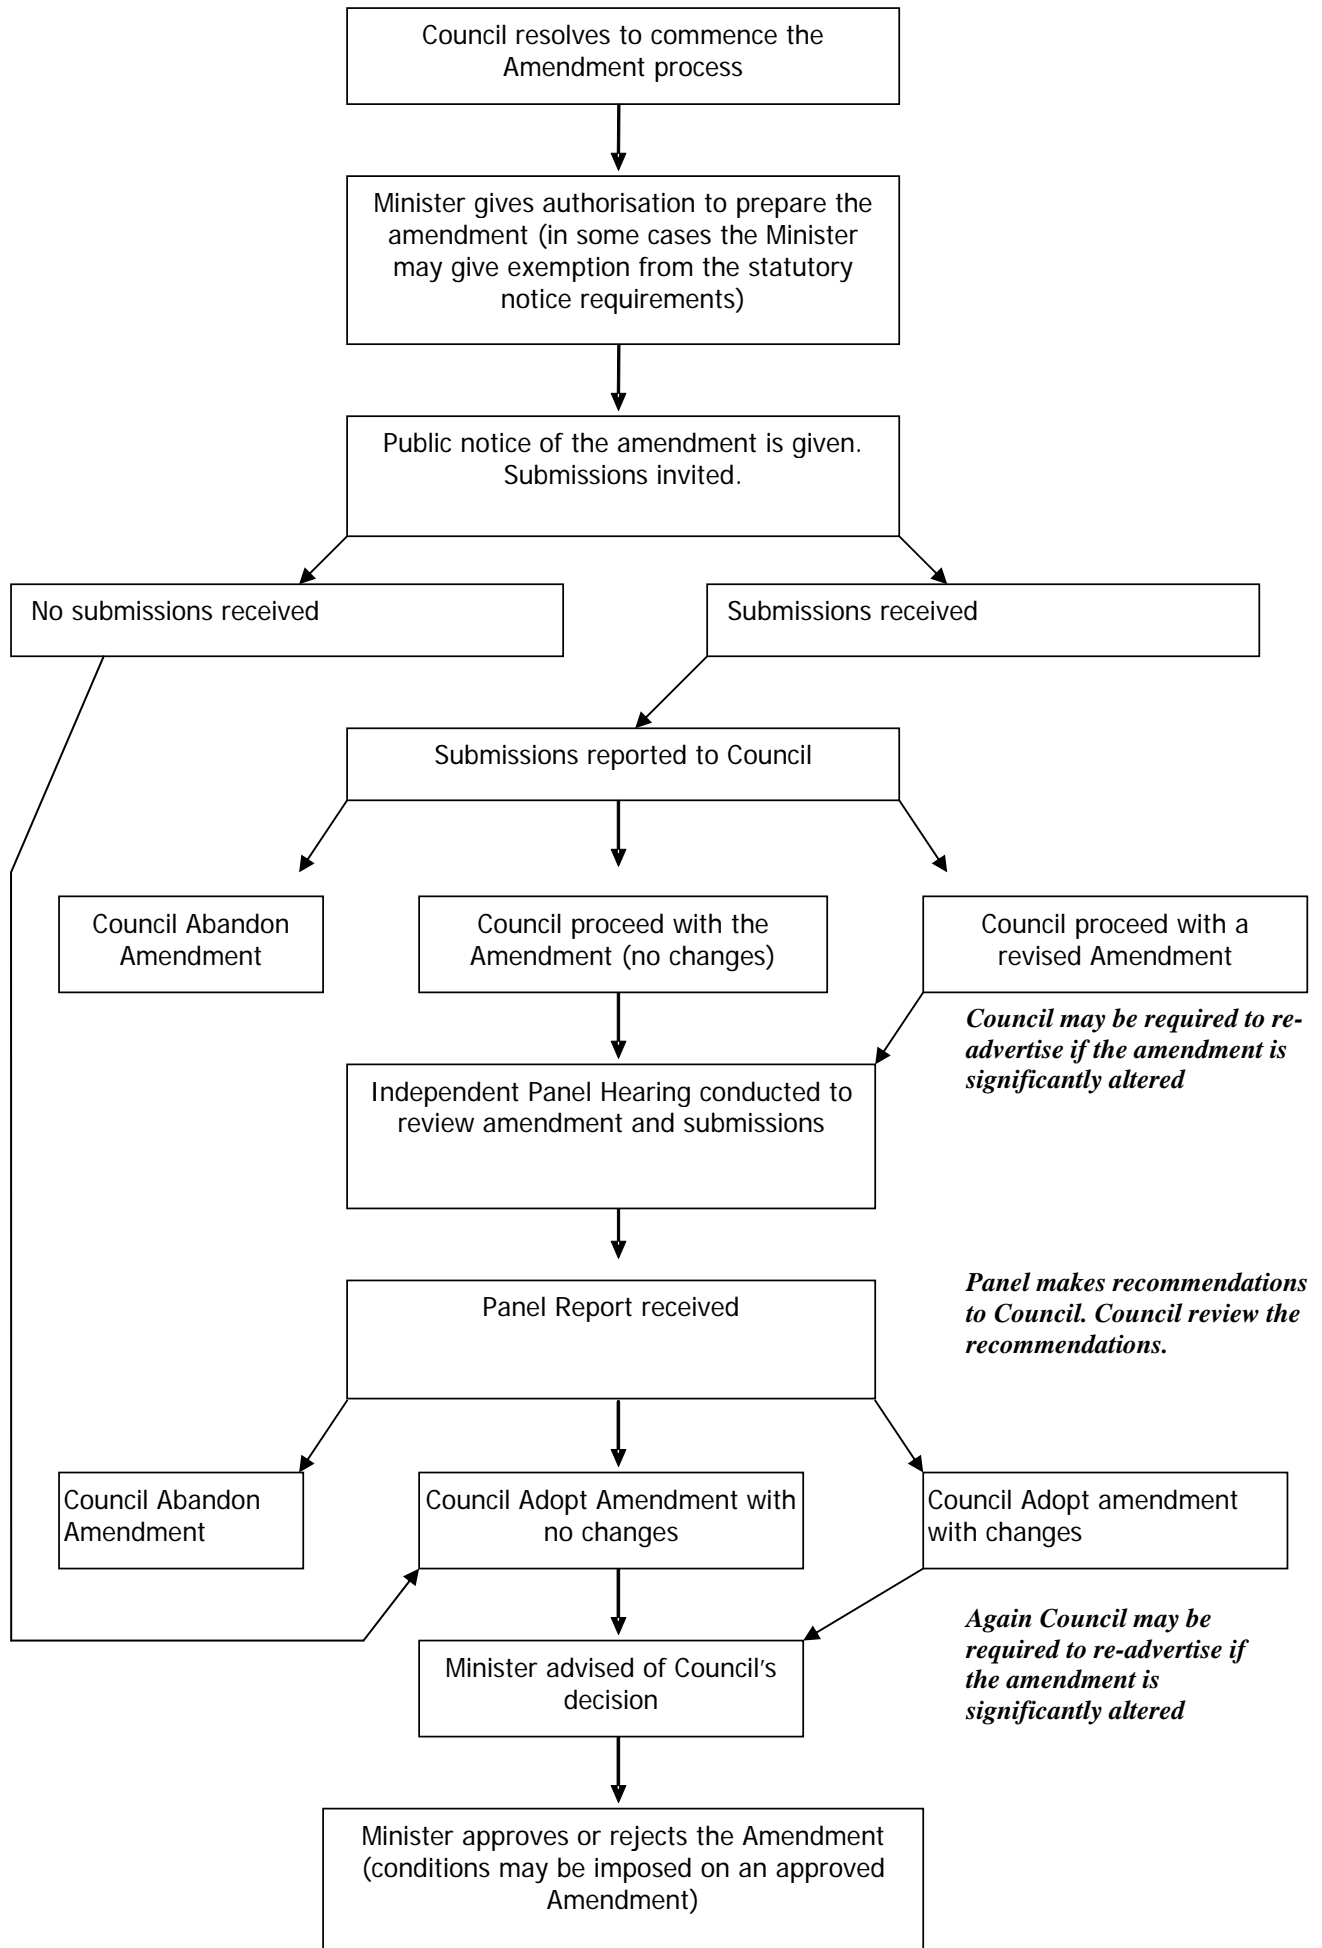 Council resolves to commence the
Amendment process
Minister gives authorisation to prepare the
amendment (in some cases the Minister
may give exemption from the statutory
notice requirements)
Public notice of the amendment is given.
Submissions invited.
No submissions received
Submissions received
Submissions reported to Council
Council Abandon
Amendment
Council proceed with the
Amendment (no changes)
Council proceed with a
revised Amendment
Council may be required to re-
advertise if the amendment is
significantly altered
Independent Panel Hearing conducted to
review amendment and submissions
Panel Report received
Panel makes recommendations
to Council. Council review the
recommendations.
Council Abandon
Amendment
Council Adopt Amendment with
no changes
Council Adopt amendment
with changes
Again Council may be
required to re-advertise if
the amendment is
significantly altered
Minister advised of Council's
decision
Minister approves or rejects the Amendment
(conditions may be imposed on an approved
Amendment)